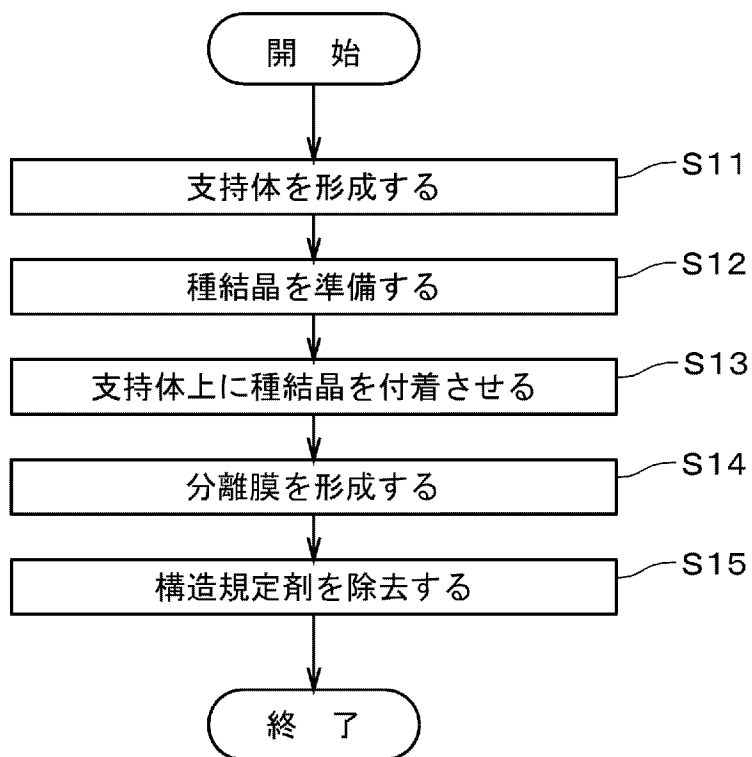 開　始
支持体を形成する
S11
種結晶を準備する
S12
支持体上に種結晶を付着させる
S13
分離膜を形成する
S14
構造規定剤を除去する
S15
終　了